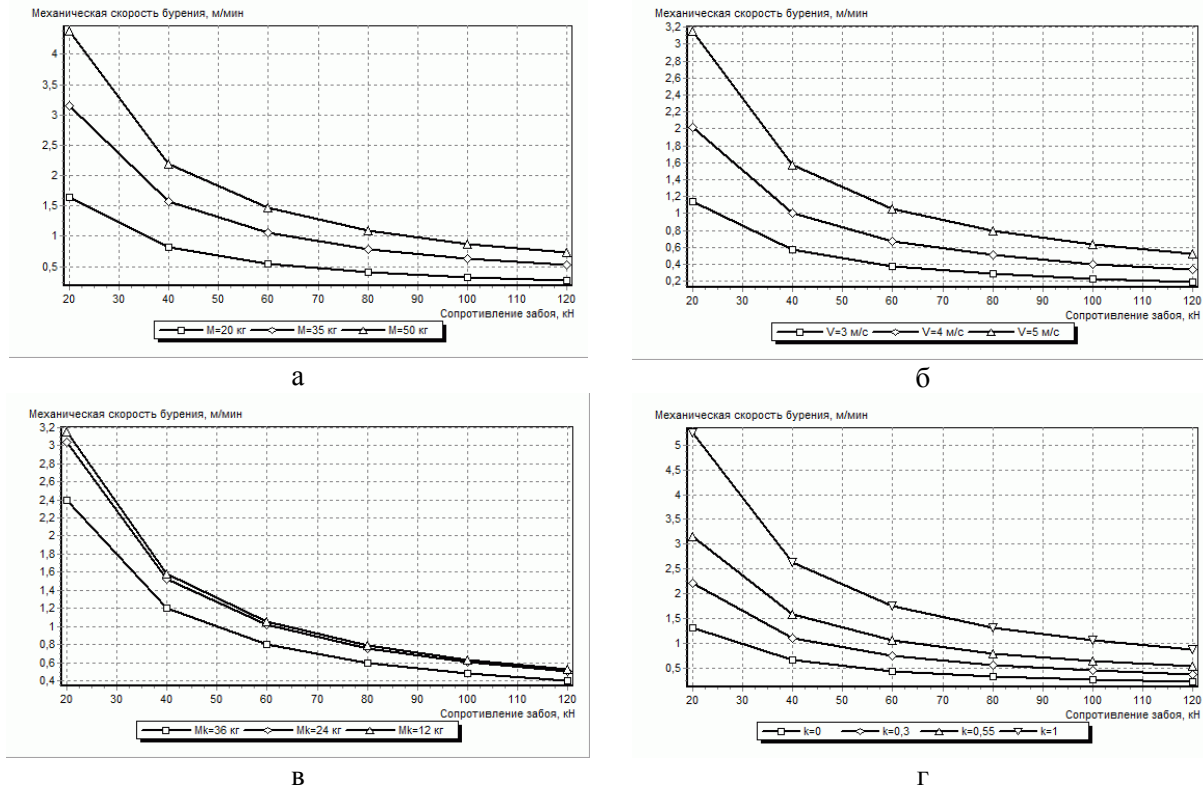 Механическая скорость бурения, м/мин
4
3,5
3
2,5
2
1,5
1
0,5
20 30 40 50 60 70 80 90 100 110 120
Сопротивление забоя, кН
M=20 кг M=35 кг M=50 кг
а
Механическая скорость бурения, м/мин
3,2
3
2,8
2,6
2,4
2,2
2
1,8
1,6
1,4
1,2
1
0,8
0,6
0,4
0,2
20 30 40 50 60 70 80 90 100 110 120
Сопротивление забоя, кН
V=3 м/с V=4 м/с V=5 м/с
б
Механическая скорость бурения, м/мин
3,2
3
2,8
2,6
2,4
2,2
2
1,8
1,6
1,4
1,2
1
0,8
0,6
0,4
20 30 40 50 60 70 80 90 100 110 120
Сопротивление забоя, кН
Mk=36 кг Mk=24 кг Mk=12 кг
в
Механическая скорость бурения, м/мин
5
4,5
4
3,5
3
2,5
2
1,5
1
0,5
20 30 40 50 60 70 80 90 100 110 120
Сопротивление забоя, кН
k=0 k=0,3 k=0,55 k=1
г